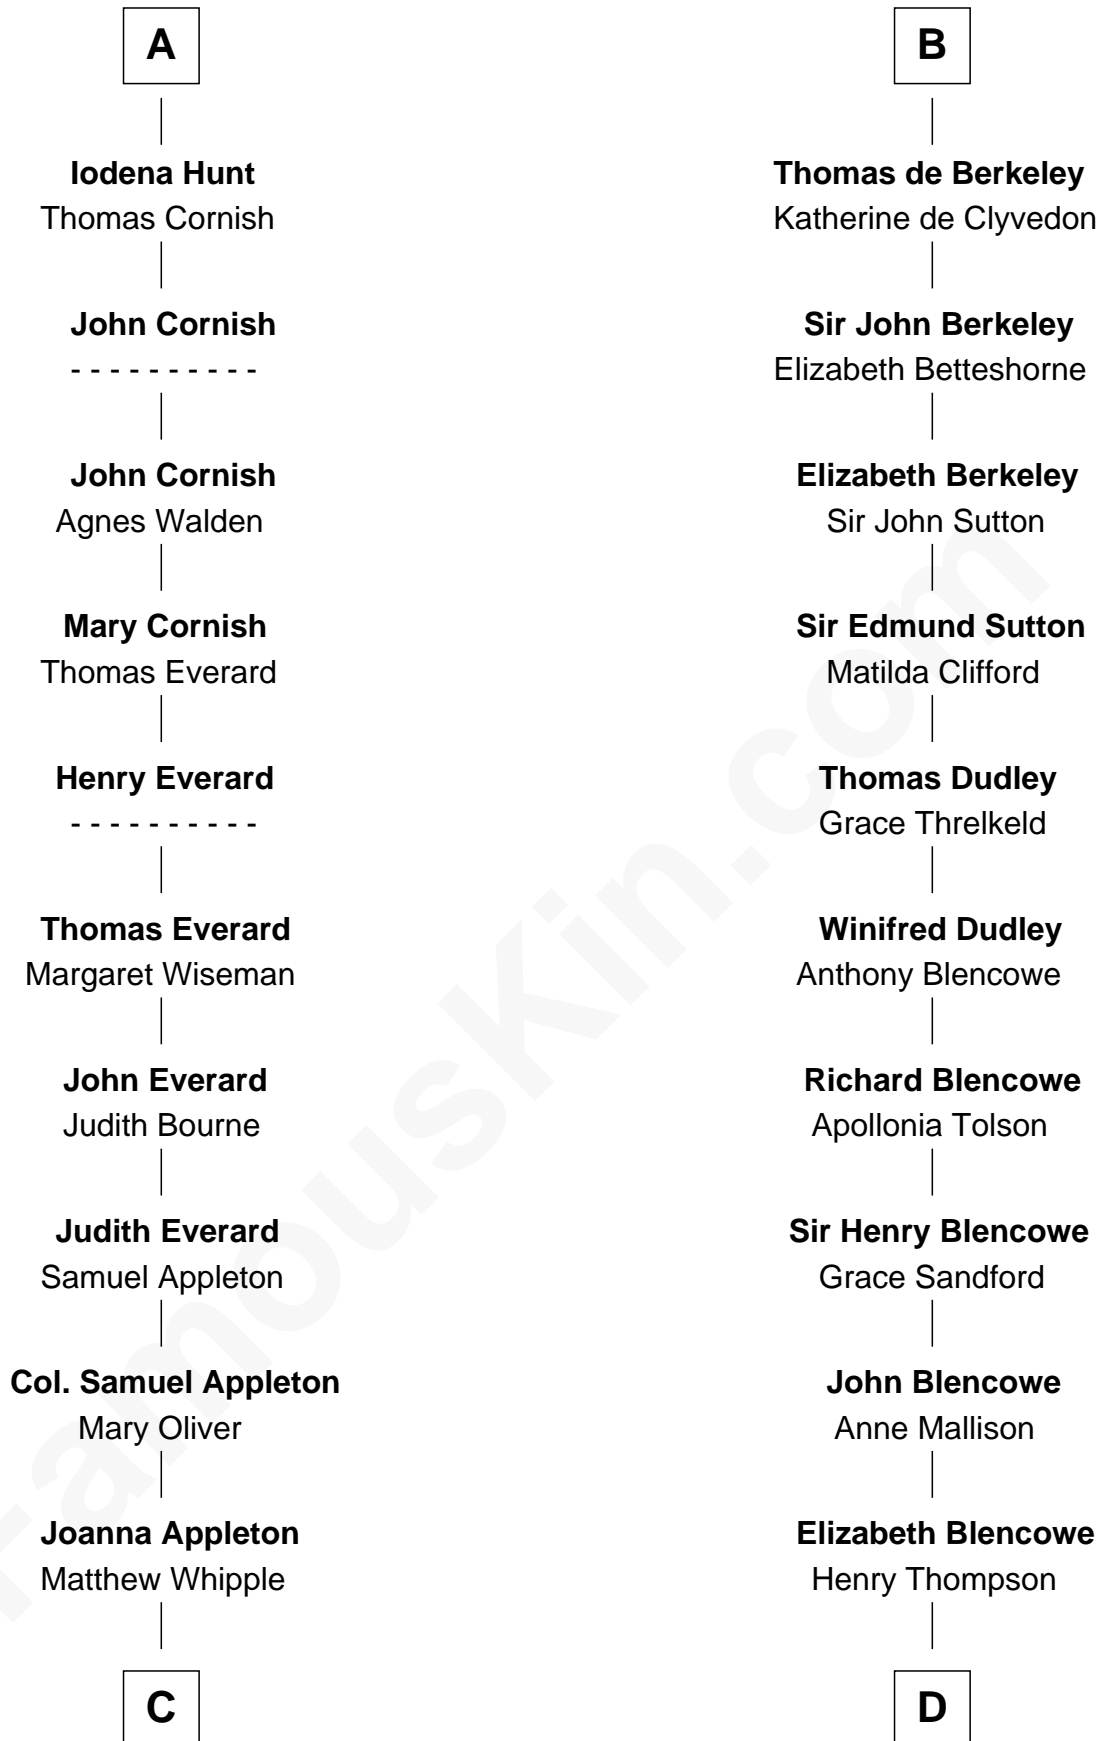 A
Iodena Hunt
Thomas Cornish
John Cornish
- - - - - - - - - -
John Cornish
Agnes Walden
Mary Cornish
Thomas Everard
Henry Everard
- - - - - - - - - -
Thomas Everard
Margaret Wiseman
John Everard
Judith Bourne
Judith Everard
Samuel Appleton
Col. Samuel Appleton
Mary Oliver
Joanna Appleton
Matthew Whipple
C
B
Thomas de Berkeley
Katherine de Clyvedon
Sir John Berkeley
Elizabeth Betteshorne
Elizabeth Berkeley
Sir John Sutton
Sir Edmund Sutton
Matilda Clifford
Thomas Dudley
Grace Threlkeld
Winifred Dudley
Anthony Blencowe
Richard Blencowe
Apollonia Tolson
Sir Henry Blencowe
Grace Sandford
John Blencowe
Anne Mallison
Elizabeth Blencowe
Henry Thompson
D
FamousKin.com